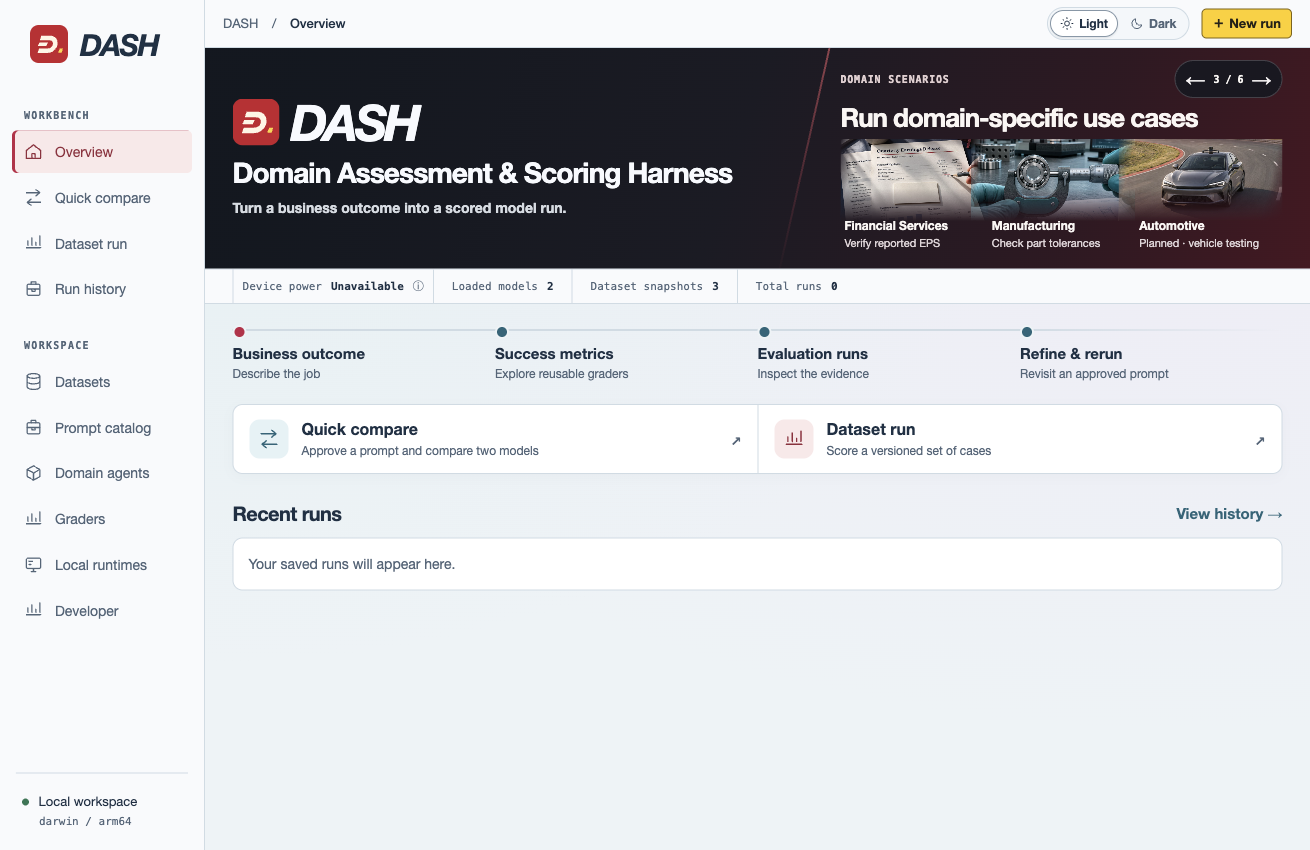 DASH
WORKBENCH
Overview
Quick compare
Dataset run
Run history
WORKSPACE
Datasets
Prompt catalog
Domain agents
Graders
Local runtimes
Developer
Local workspace
darwin / arm64
DASH / Overview
Light
Dark
+ New run
DASH
Domain Assessment & Scoring Harness
Turn a business outcome into a scored model run.
DOMAIN SCENARIOS
← 3 / 6 →
Run domain-specific use cases
Financial Services
Verify reported EPS
Manufacturing
Check part tolerances
Automotive
Planned · vehicle testing
Device power Unavailable ⓘ
Loaded models 2
Dataset snapshots 3
Total runs 0
Business outcome
Describe the job
Success metrics
Explore reusable graders
Evaluation runs
Inspect the evidence
Refine & rerun
Revisit an approved prompt
Quick compare
Approve a prompt and compare two models
↗
Dataset run
Score a versioned set of cases
↗
Recent runs
View history →
Your saved runs will appear here.